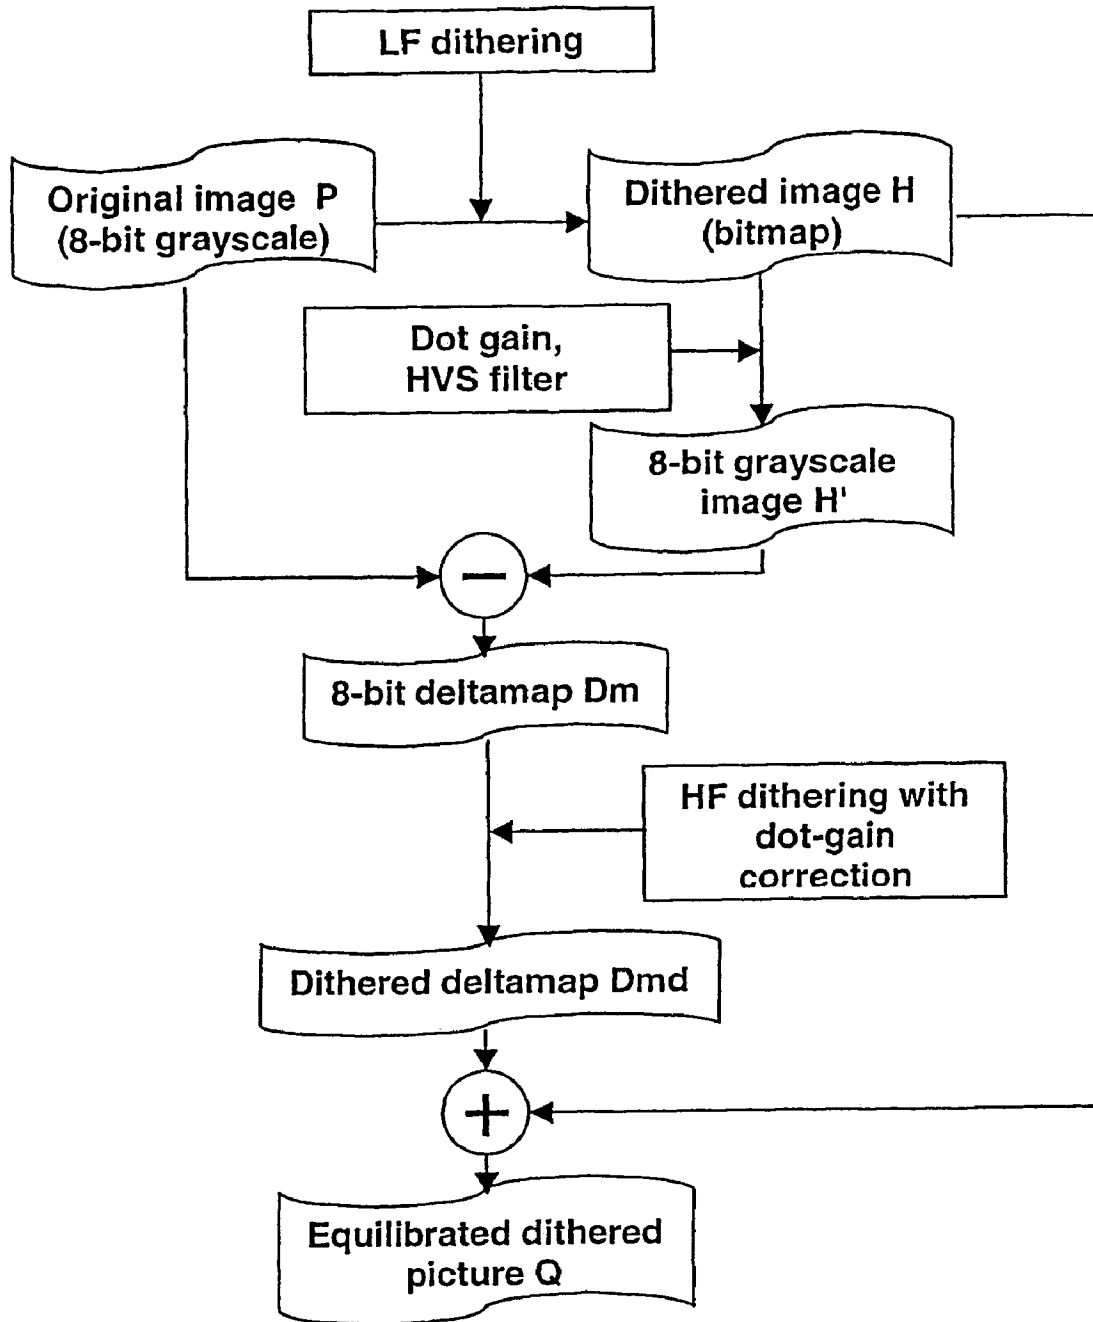 LF dithering
Original image P
(8-bit grayscale)
Dithered image H
(bitmap)
Dot gain,
HVS filter
8-bit grayscale
image H'
−
8-bit deltamap Dm
HF dithering with
dot-gain
correction
Dithered deltamap Dmd
+
Equilibrated dithered
picture Q